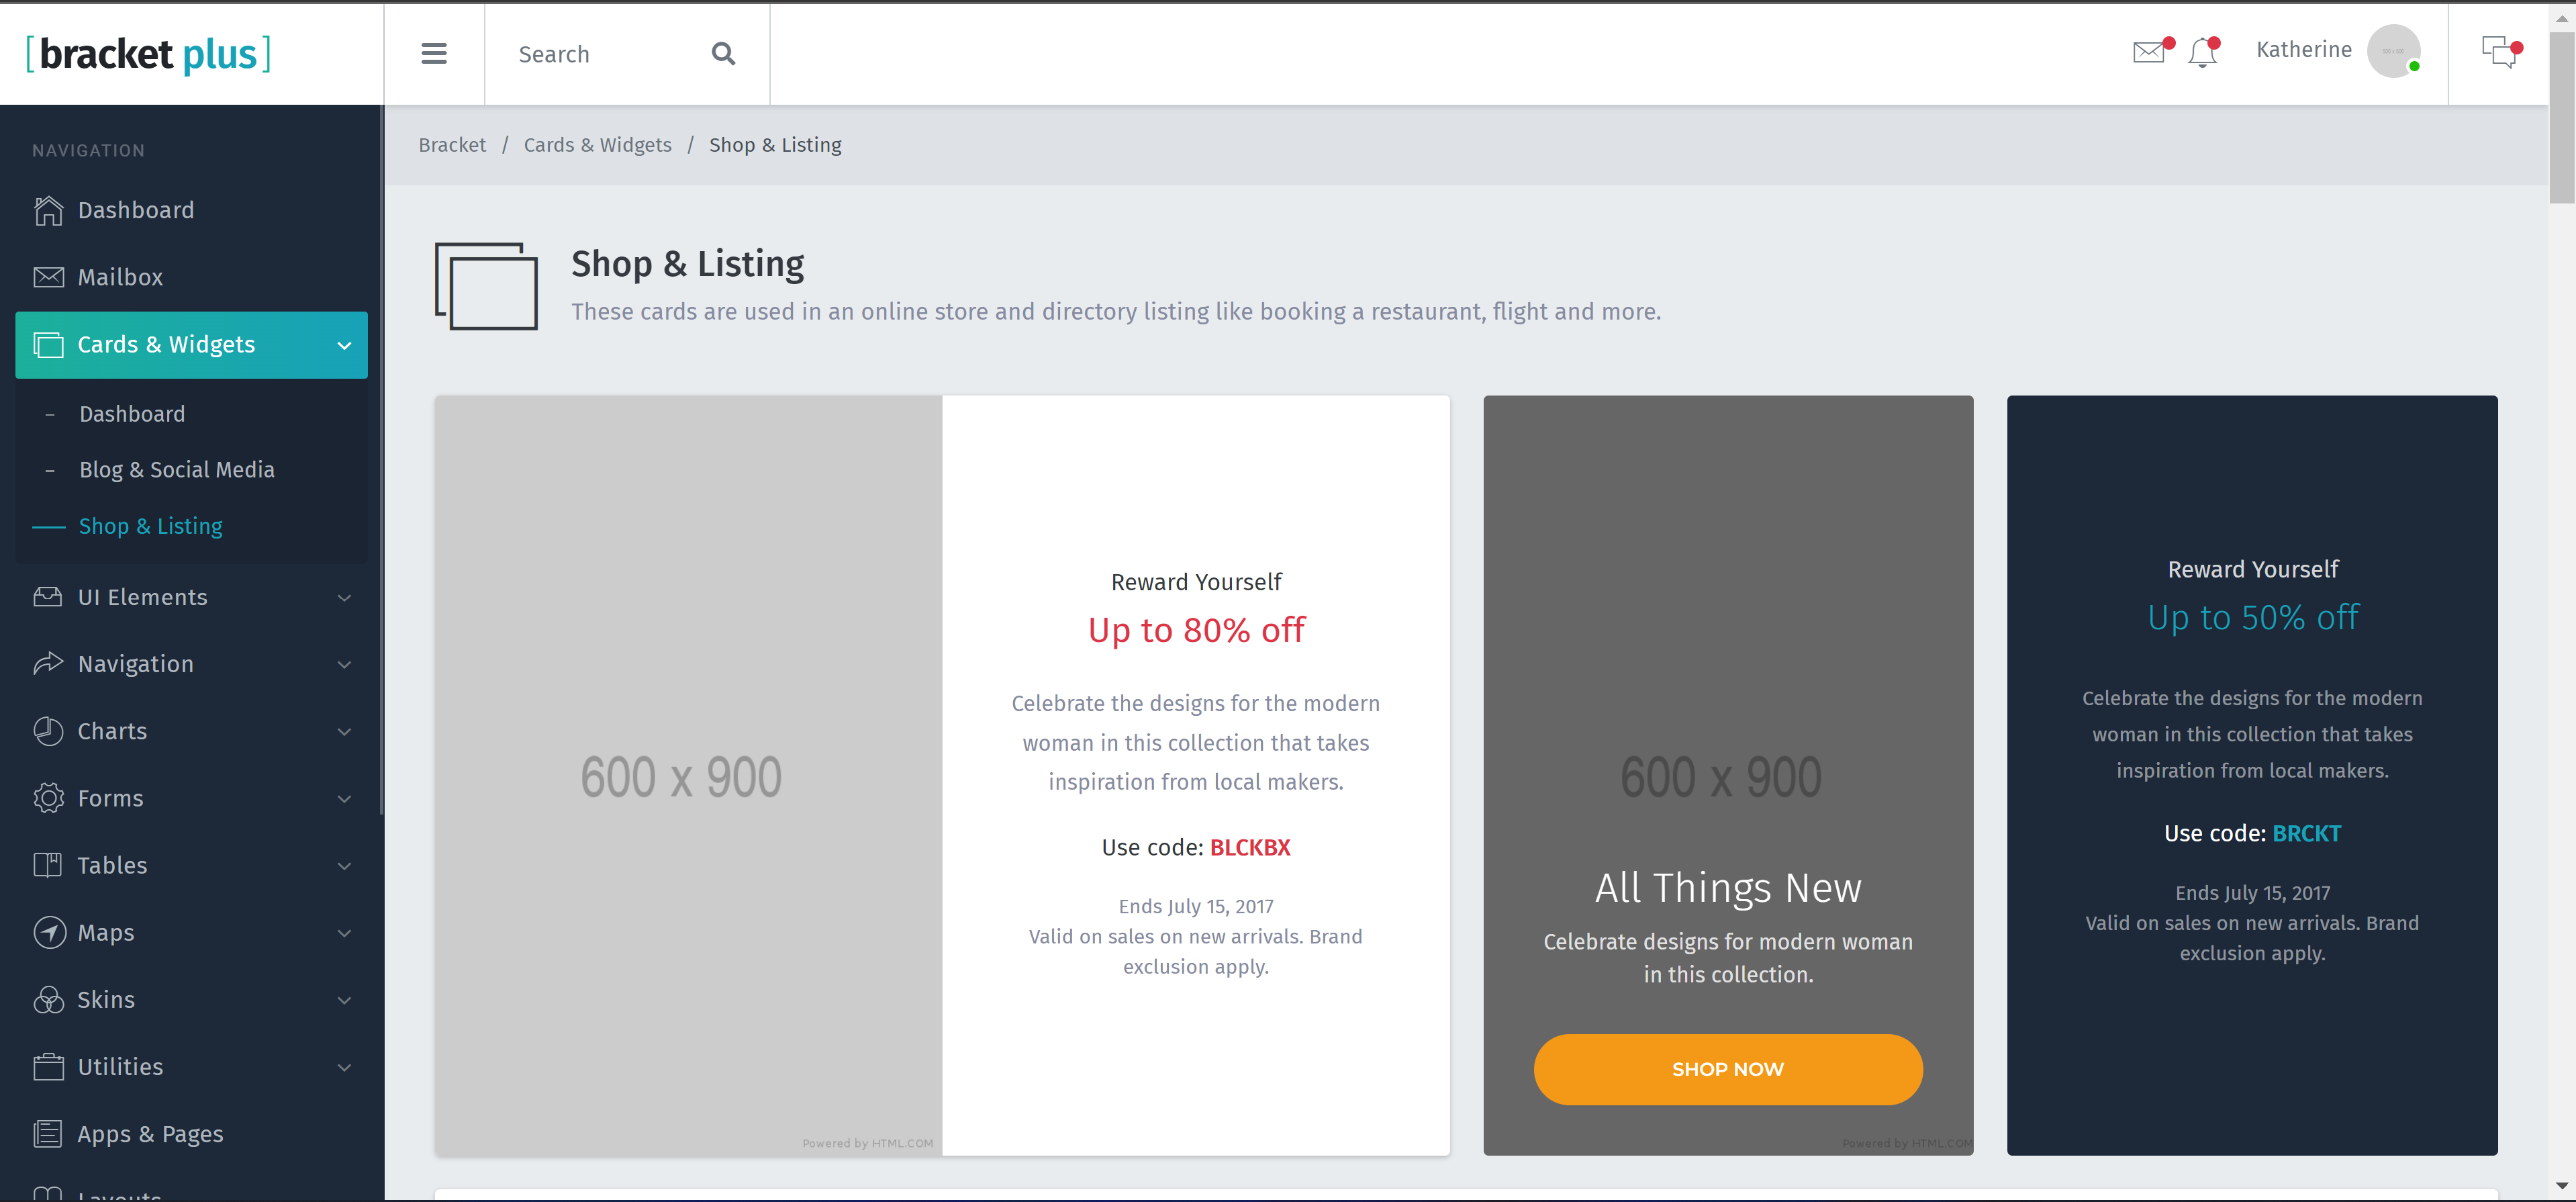 [bracket plus]
Search
Katherine
NAVIGATION
Dashboard
Mailbox
Cards & Widgets
– Dashboard
– Blog & Social Media
Shop & Listing
UI Elements
Navigation
Charts
Forms
Tables
Maps
Skins
Utilities
Apps & Pages
Layouts
Bracket / Cards & Widgets / Shop & Listing
Shop & Listing
These cards are used in an online store and directory listing like booking a restaurant, flight and more.
600 x 900
Powered by HTML.COM
Reward Yourself
Up to 80% off
Celebrate the designs for the modern
woman in this collection that takes
inspiration from local makers.
Use code: BLCKBX
Ends July 15, 2017
Valid on sales on new arrivals. Brand
exclusion apply.
600 x 900
All Things New
Celebrate designs for modern woman
in this collection.
SHOP NOW
Powered by HTML.COM
Reward Yourself
Up to 50% off
Celebrate the designs for the modern
woman in this collection that takes
inspiration from local makers.
Use code: BRCKT
Ends July 15, 2017
Valid on sales on new arrivals. Brand
exclusion apply.